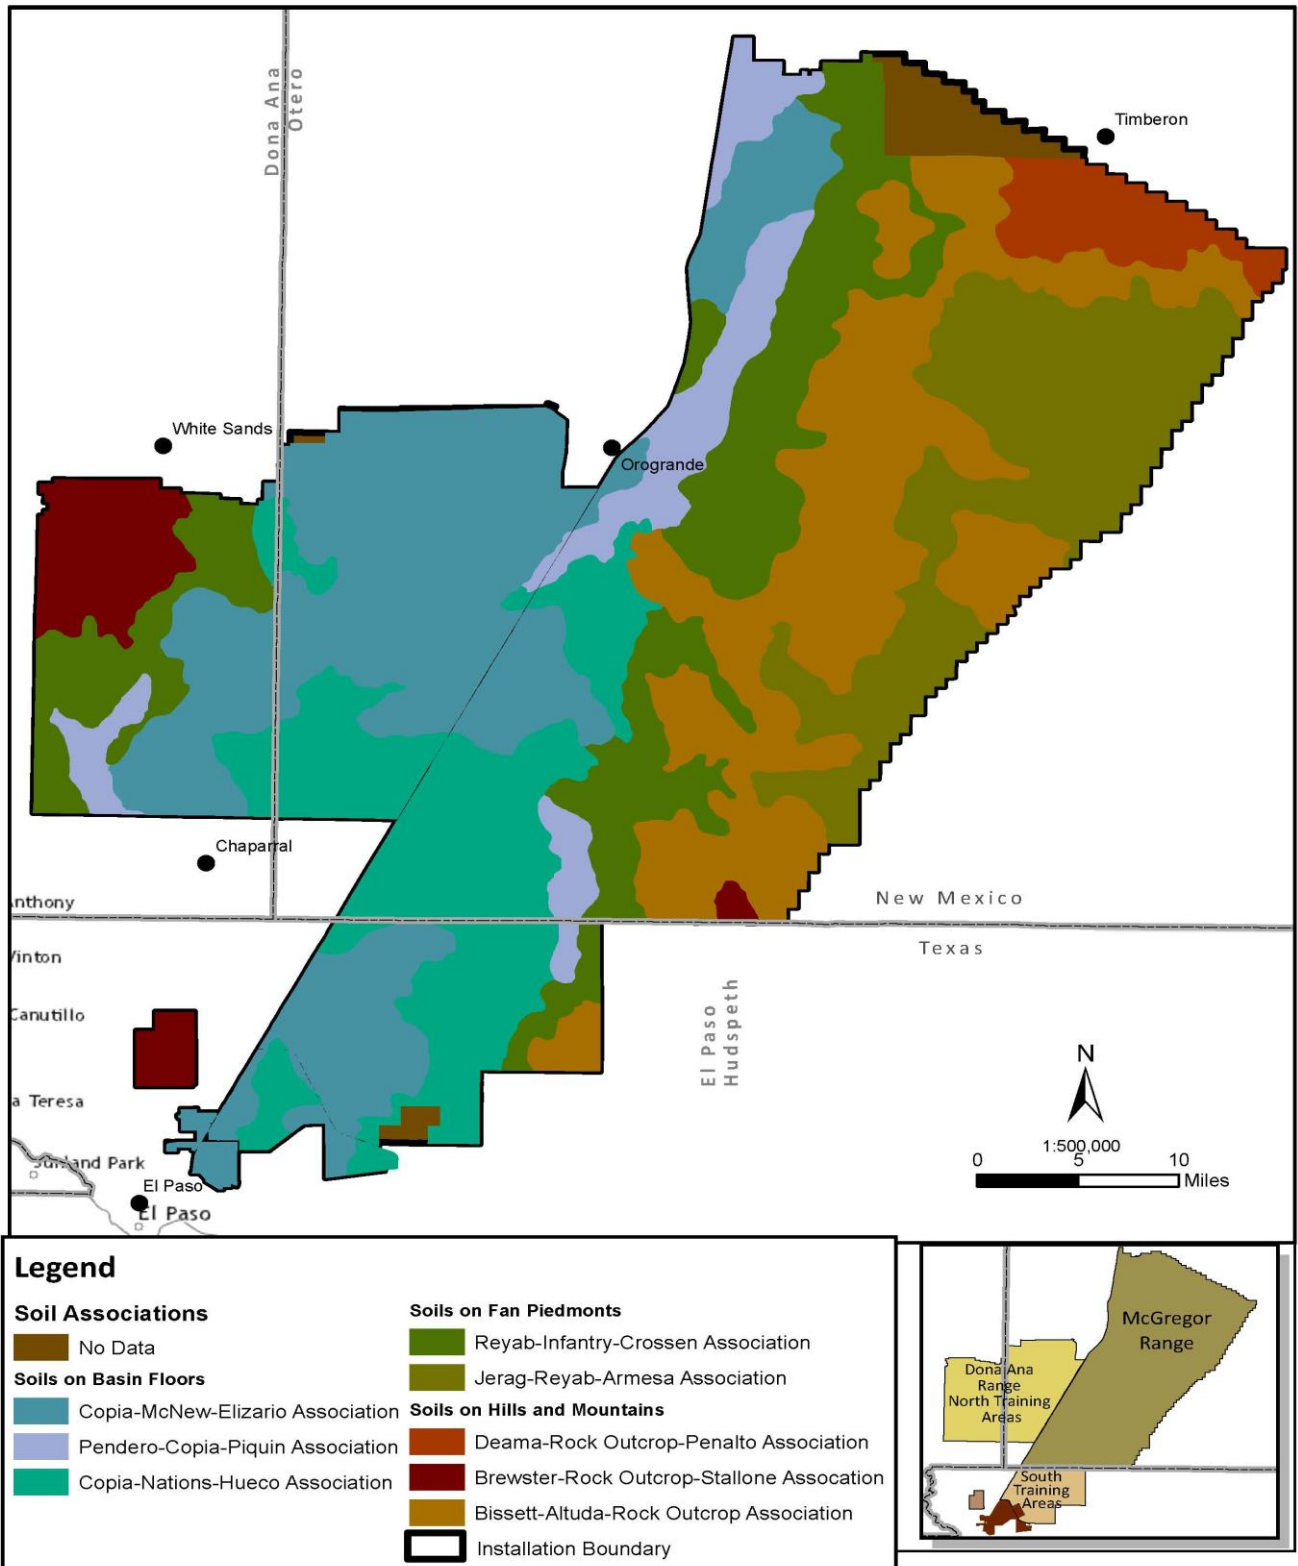 Dona Ana
Otero
Timberon
White Sands
Orogrande
Chaparral
nthony
New Mexico
Texas
Vinton
Canutillo
El Paso
Hudspeth
a Teresa
N
1:500,000
0 5 10 Miles
Sunland Park
El Paso
El Paso
Legend
Soil Associations
No Data
Soils on Basin Floors
Copia-McNew-Elizario Association
Pendero-Copia-Piquin Association
Copia-Nations-Hueco Association
Soils on Fan Piedmonts
Reyab-Infantry-Crossen Association
Jerag-Reyab-Armesa Association
Soils on Hills and Mountains
Deama-Rock Outcrop-Penalto Association
Brewster-Rock Outcrop-Stallone Assocation
Bissett-Altuda-Rock Outcrop Association
Installation Boundary
McGregor
Range
Dona Ana
Range
North Training
Areas
South
Training
Areas